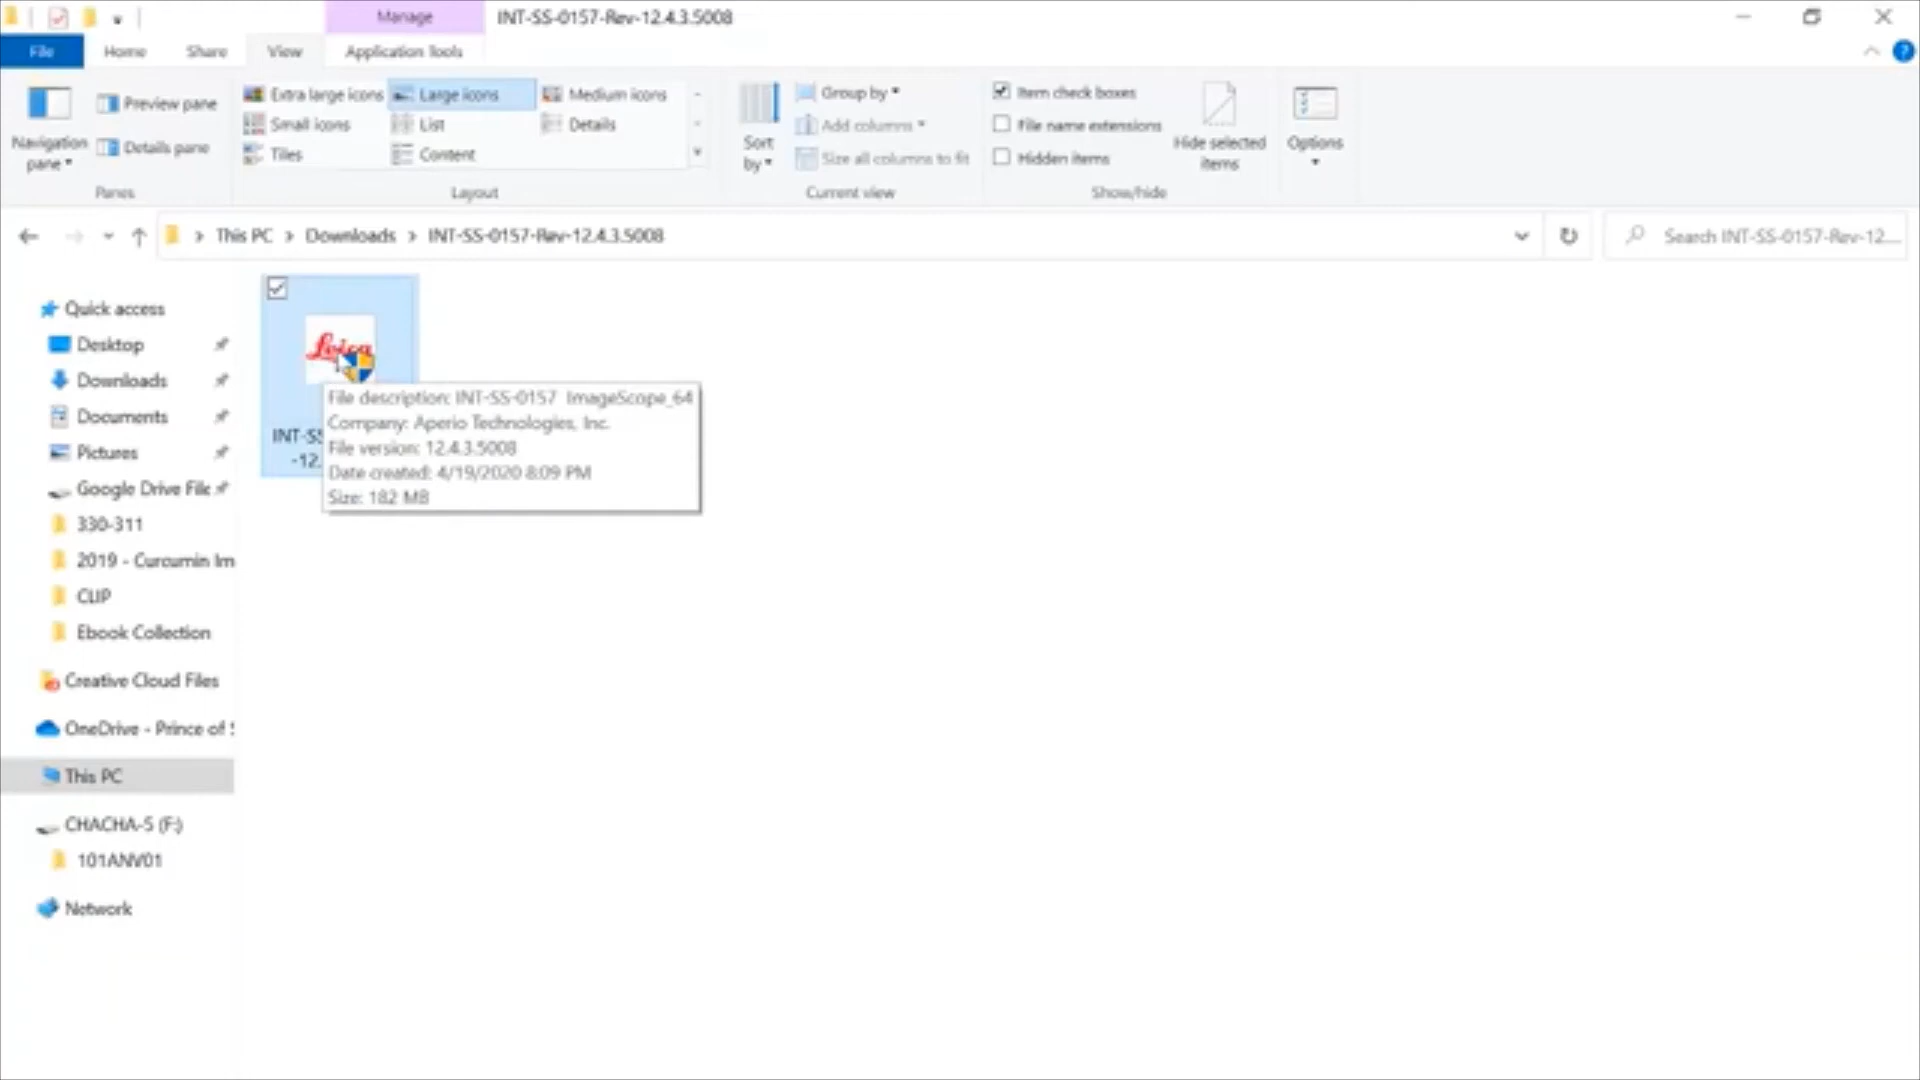 Manage
INT-SS-0157-Rev-12.4.3.5008
File
Home
Share
View
Application Tools
Navigation pane
Preview pane
Details pane
Panes
Extra large icons
Large icons
Medium icons
Small icons
List
Details
Tiles
Content
Layout
Sort by
Group by
Add columns
Size all columns to fit
Current view
Item check boxes
File name extensions
Hidden items
Hide selected items
Show/hide
Options
This PC > Downloads > INT-SS-0157-Rev-12.4.3.5008
Search INT-SS-0157-Rev-12...
Quick access
Desktop
Downloads
Documents
Pictures
Google Drive File
330-311
2019 - Curcumin Im
CLIP
Ebook Collection
Creative Cloud Files
OneDrive - Prince of
This PC
CHACHA-5 (F:)
101ANV01
Network
Leica
INT-SS
-12.
File description: INT-SS-0157 ImageScope_64
Company: Aperio Technologies, Inc.
File version: 12.4.3.5008
Date created: 4/19/2020 8:09 PM
Size: 182 MB